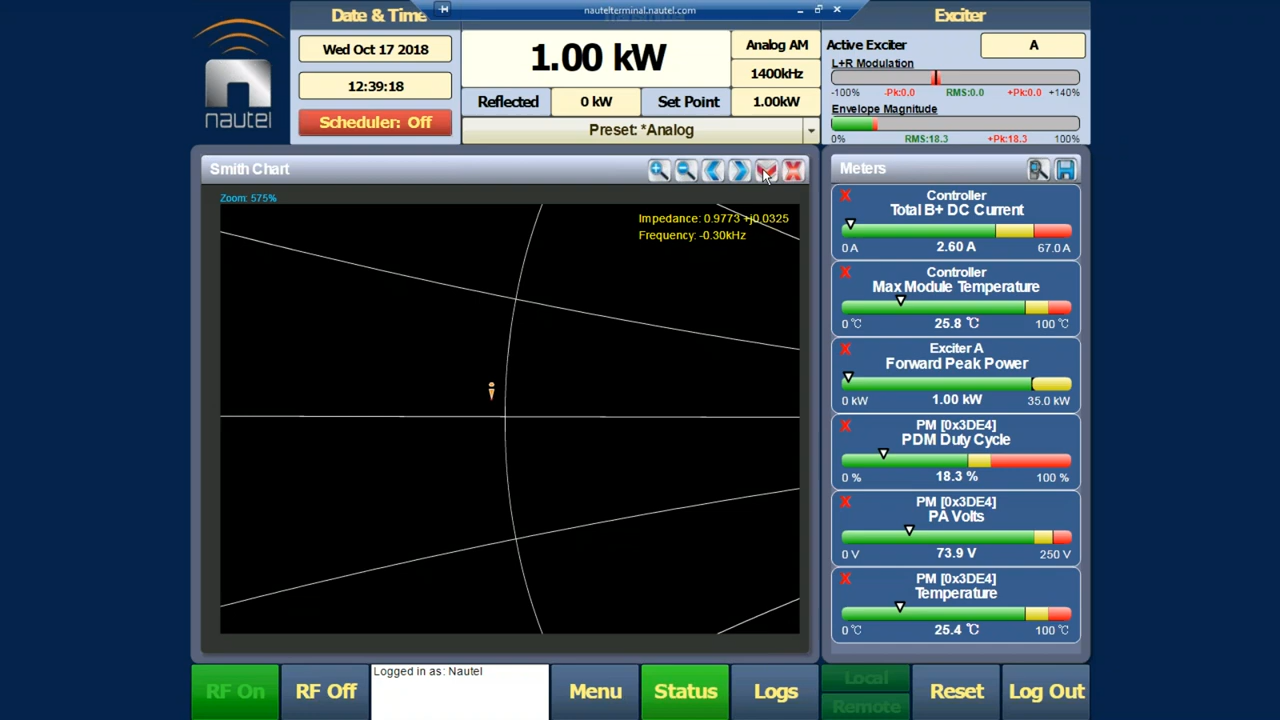 nautelterminal.nautel.com
Date & Time
Exciter
nautel
Wed Oct 17 2018
12:39:18
Scheduler: Off
1.00 kW
Analog AM
1400kHz
Reflected
0 kW
Set Point
1.00kW
Preset: *Analog
Active Exciter
A
L+R Modulation
-100%
-Pk:0.0
RMS:0.0
+Pk:0.0
+140%
Envelope Magnitude
0%
RMS:18.3
+Pk:18.3
100%
Smith Chart
Zoom: 575%
Impedance: 0.9773 +j0.0325
Frequency: -0.30kHz
Meters
Controller
Total B+ DC Current
0 A
2.60 A
67.0 A
Controller
Max Module Temperature
0 °C
25.8 °C
100 °C
Exciter A
Forward Peak Power
0 kW
1.00 kW
35.0 kW
PM [0x3DE4]
PDM Duty Cycle
0 %
18.3 %
100 %
PM [0x3DE4]
PA Volts
0 V
73.9 V
250 V
PM [0x3DE4]
Temperature
0 °C
25.4 °C
100 °C
RF On
RF Off
Logged in as: Nautel
Menu
Status
Logs
Local
Remote
Reset
Log Out